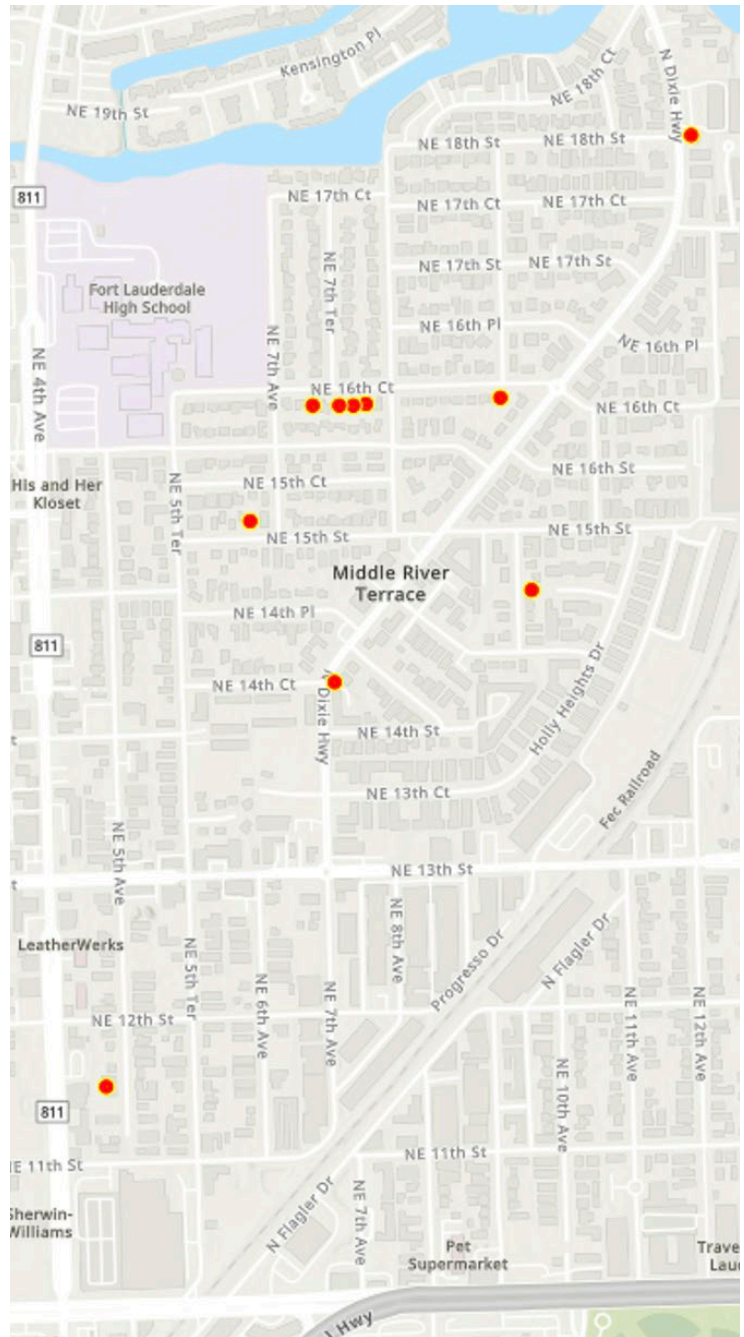 Kensington Pl
NE 19th St
NE 18th Ct
N Dixie Hwy
NE 18th St
NE 18th St
811
NE 17th Ct
NE 17th Ct
NE 17th Ct
NE 7th Ter
NE 17th St
NE 17th St
Fort Lauderdale
High School
NE 16th Pl
NE 16th Pl
NE 4th Ave
NE 7th Ave
NE 16th Ct
NE 16th Ct
NE 16th St
His and Her
Kloset
NE 15th Ct
NE 5th Ter
NE 15th St
NE 15th St
Middle River
Terrace
NE 14th Pl
811
NE 14th Ct
N Dixie Hwy
Holly Heights Dr
NE 14th St
NE 13th Ct
Fec Railroad
NE 5th Ave
NE 13th St
t
t
NE 8th Ave
LeatherWerks
NE 5th Ter
NE 6th Ave
NE 7th Ave
Progresso Dr
N Flagler Dr
NE 11th Ave
NE 12th Ave
NE 12th St
NE 10th Ave
811
NE 11th St
NE 11th St
N Flagler Dr
NE 7th Ave
Sherwin-
Williams
Pet
Supermarket
Trave
Lau
l Hwy